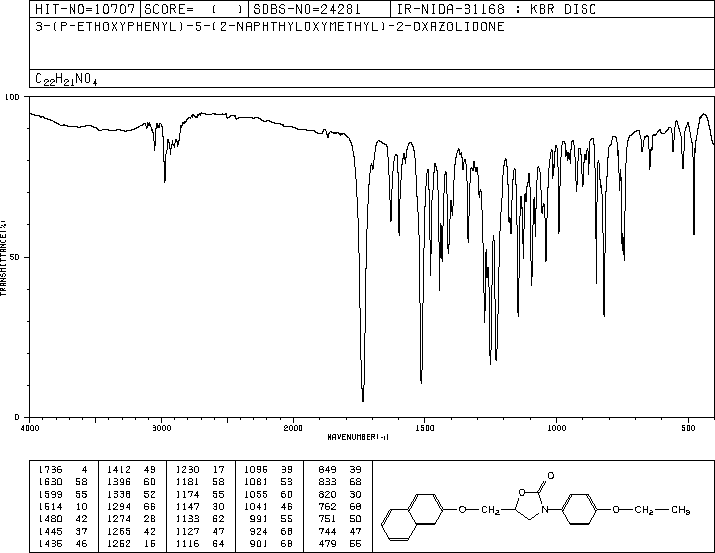 HIT-NO=10707 SCORE= ( ) SDBS-NO=24281 IR-NIDA-31168 : KBR DISC
3-(P-ETHOXYPHENYL)-5-(2-NAPHTHYLOXYMETHYL)-2-OXAZOLIDONE
C22H21NO4
100
50
0
TRANSMITTANCE(%)
4000 3000 2000 1500 1000 500
WAVENUMBER(-1)
1736 4 1412 49 1230 17 1096 39 849 39
1630 58 1396 60 1181 58 1081 53 833 68
1599 55 1338 52 1174 55 1055 60 820 30
1514 10 1294 66 1147 30 1041 46 762 68
1480 42 1274 28 1133 62 991 55 751 50
1445 37 1265 42 1127 47 924 68 744 47
1435 46 1252 16 1116 64 901 68 479 55
O
O
O-CH2 N O-CH2-CH3